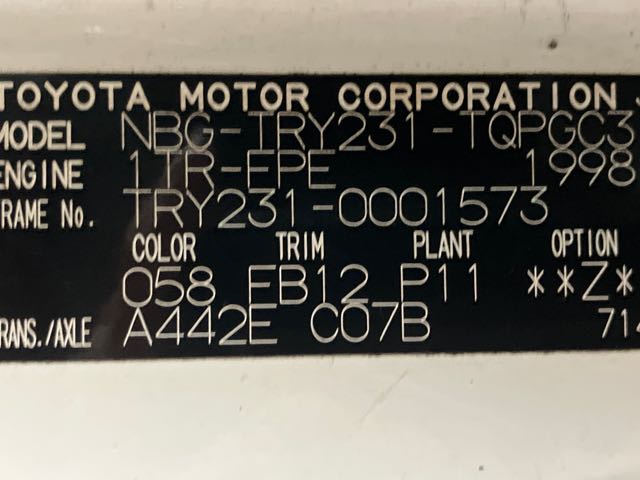 TOYOTA MOTOR CORPORATION
MODEL NBG-TRY231-TQPGC3
ENGINE 1TR-EPE 1998
FRAME No. TRY231-0001573
COLOR TRIM PLANT OPTION
058 FB12 P11 **Z*
TRANS./AXLE A442E C07B 714